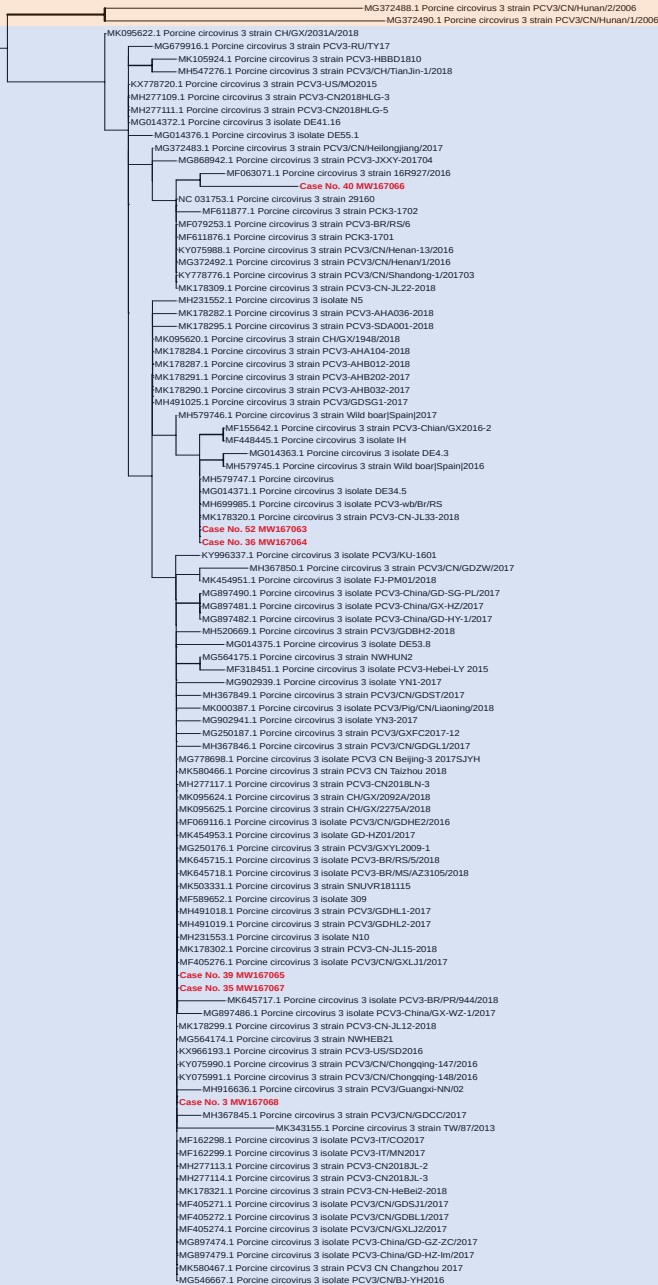 MG372488.1 Porcine circovirus 3 strain PCV3/CN/Hunan/2/2006
MG372490.1 Porcine circovirus 3 strain PCV3/CN/Hunan/1/2006
MK095622.1 Porcine circovirus 3 strain CH/GX/2031A/2018
MG679916.1 Porcine circovirus 3 strain PCV3-RU/TY17
MK105924.1 Porcine circovirus 3 strain PCV3-HBBD1810
MH547276.1 Porcine circovirus 3 strain PCV3/CH/TianJin-1/2018
KX778720.1 Porcine circovirus 3 strain PCV3-US/MO2015
MH277109.1 Porcine circovirus 3 strain PCV3-CN2018HLG-3
MH277111.1 Porcine circovirus 3 strain PCV3-CN2018HLG-5
MG014372.1 Porcine circovirus 3 isolate DE41.16
MG014376.1 Porcine circovirus 3 isolate DE55.1
MG372483.1 Porcine circovirus 3 strain PCV3/CN/Heilongjiang/2017
MG868942.1 Porcine circovirus 3 strain PCV3-JXXY-201704
MF063071.1 Porcine circovirus 3 strain 16R927/2016
Case No. 40 MW167066
NC 031753.1 Porcine circovirus 3 strain 29160
MF611877.1 Porcine circovirus 3 strain PCK3-1702
MF079253.1 Porcine circovirus 3 strain PCV3-BR/RS/6
MF611876.1 Porcine circovirus 3 strain PCK3-1701
KY075988.1 Porcine circovirus 3 strain PCV3/CN/Henan-13/2016
MG372492.1 Porcine circovirus 3 strain PCV3/CN/Henan/1/2016
KY778776.1 Porcine circovirus 3 strain PCV3/CN/Shandong-1/201703
MK178309.1 Porcine circovirus 3 strain PCV3-CN-JL22-2018
MH231552.1 Porcine circovirus 3 isolate N5
MK178282.1 Porcine circovirus 3 strain PCV3-AHA036-2018
MK178295.1 Porcine circovirus 3 strain PCV3-SDA001-2018
MK095620.1 Porcine circovirus 3 strain CH/GX/1948/2018
MK178284.1 Porcine circovirus 3 strain PCV3-AHA104-2018
MK178287.1 Porcine circovirus 3 strain PCV3-AHB012-2018
MK178291.1 Porcine circovirus 3 strain PCV3-AHB202-2017
MK178290.1 Porcine circovirus 3 strain PCV3-AHB032-2017
MH491025.1 Porcine circovirus 3 strain PCV3/GDSG1-2017
MH579746.1 Porcine circovirus 3 strain Wild boar|Spain|2017
MF155642.1 Porcine circovirus 3 strain PCV3-Chian/GX2016-2
MF448445.1 Porcine circovirus 3 isolate IH
MG014363.1 Porcine circovirus 3 isolate DE4.3
MH579745.1 Porcine circovirus 3 strain Wild boar|Spain|2016
MH579747.1 Porcine circovirus
MG014371.1 Porcine circovirus 3 isolate DE34.5
MH699985.1 Porcine circovirus 3 isolate PCV3-wb/Br/RS
MK178320.1 Porcine circovirus 3 strain PCV3-CN-JL33-2018
Case No. 52 MW167063
Case No. 36 MW167064
KY996337.1 Porcine circovirus 3 isolate PCV3/KU-1601
MH367850.1 Porcine circovirus 3 strain PCV3/CN/GDZW/2017
MK454951.1 Porcine circovirus 3 isolate FJ-PM01/2018
MG897490.1 Porcine circovirus 3 isolate PCV3-China/GD-SG-PL/2017
MG897481.1 Porcine circovirus 3 isolate PCV3-China/GX-HZ/2017
MG897482.1 Porcine circovirus 3 isolate PCV3-China/GD-HY-1/2017
MH520669.1 Porcine circovirus 3 strain PCV3/GDBH2-2018
MG014375.1 Porcine circovirus 3 isolate DE53.8
MG564175.1 Porcine circovirus 3 strain NWHUN2
MF318451.1 Porcine circovirus 3 isolate PCV3-Hebei-LY 2015
MG902939.1 Porcine circovirus 3 isolate YN1-2017
MH367849.1 Porcine circovirus 3 strain PCV3/CN/GDST/2017
MK000387.1 Porcine circovirus 3 isolate PCV3/Pig/CN/Liaoning/2018
MG902941.1 Porcine circovirus 3 isolate YN3-2017
MG250187.1 Porcine circovirus 3 strain PCV3/GXFC2017-12
MH367846.1 Porcine circovirus 3 strain PCV3/CN/GDGL1/2017
MG778698.1 Porcine circovirus 3 isolate PCV3 CN Beijing-3 2017SJYH
MK580466.1 Porcine circovirus 3 strain PCV3 CN Taizhou 2018
MH277117.1 Porcine circovirus 3 strain PCV3-CN2018LN-3
MK095624.1 Porcine circovirus 3 strain CH/GX/2092A/2018
MK095625.1 Porcine circovirus 3 strain CH/GX/2275A/2018
MF069116.1 Porcine circovirus 3 isolate PCV3/CN/GDHE2/2016
MK454953.1 Porcine circovirus 3 isolate GD-HZ01/2017
MG250176.1 Porcine circovirus 3 strain PCV3/GXYL2009-1
MK645715.1 Porcine circovirus 3 isolate PCV3-BR/RS/5/2018
MK645718.1 Porcine circovirus 3 isolate PCV3-BR/MS/AZ3105/2018
MK503331.1 Porcine circovirus 3 strain SNUVR181115
MF589652.1 Porcine circovirus 3 isolate 309
MH491018.1 Porcine circovirus 3 strain PCV3/GDHL1-2017
MH491019.1 Porcine circovirus 3 strain PCV3/GDHL2-2017
MH231553.1 Porcine circovirus 3 isolate N10
MK178302.1 Porcine circovirus 3 strain PCV3-CN-JL15-2018
MF405276.1 Porcine circovirus 3 isolate PCV3/CN/GXLJ1/2017
Case No. 39 MW167065
Case No. 35 MW167067
MK645717.1 Porcine circovirus 3 isolate PCV3-BR/PR/944/2018
MG897486.1 Porcine circovirus 3 isolate PCV3-China/GX-WZ-1/2017
MK178299.1 Porcine circovirus 3 strain PCV3-CN-JL12-2018
MG564174.1 Porcine circovirus 3 strain NWHEB21
KX966193.1 Porcine circovirus 3 strain PCV3-US/SD2016
KY075990.1 Porcine circovirus 3 strain PCV3/CN/Chongqing-147/2016
KY075991.1 Porcine circovirus 3 strain PCV3/CN/Chongqing-148/2016
MH916636.1 Porcine circovirus 3 strain PCV3/Guangxi-NN/02
Case No. 3 MW167068
MH367845.1 Porcine circovirus 3 strain PCV3/CN/GDCC/2017
MK343155.1 Porcine circovirus 3 strain TW/87/2013
MF162298.1 Porcine circovirus 3 isolate PCV3-IT/CO2017
MF162299.1 Porcine circovirus 3 isolate PCV3-IT/MN2017
MH277113.1 Porcine circovirus 3 strain PCV3-CN2018JL-2
MH277114.1 Porcine circovirus 3 strain PCV3-CN2018JL-3
MK178321.1 Porcine circovirus 3 strain PCV3-CN-HeBei2-2018
MF405271.1 Porcine circovirus 3 isolate PCV3/CN/GDSJ1/2017
MF405272.1 Porcine circovirus 3 isolate PCV3/CN/GDBL1/2017
MF405274.1 Porcine circovirus 3 isolate PCV3/CN/GXLJ2/2017
MG897474.1 Porcine circovirus 3 isolate PCV3-China/GD-GZ-ZC/2017
MG897479.1 Porcine circovirus 3 isolate PCV3-China/GD-HZ-lm/2017
MK580467.1 Porcine circovirus 3 strain PCV3 CN Changzhou 2017
MG546667.1 Porcine circovirus 3 isolate PCV3/CN/BJ-YH2016